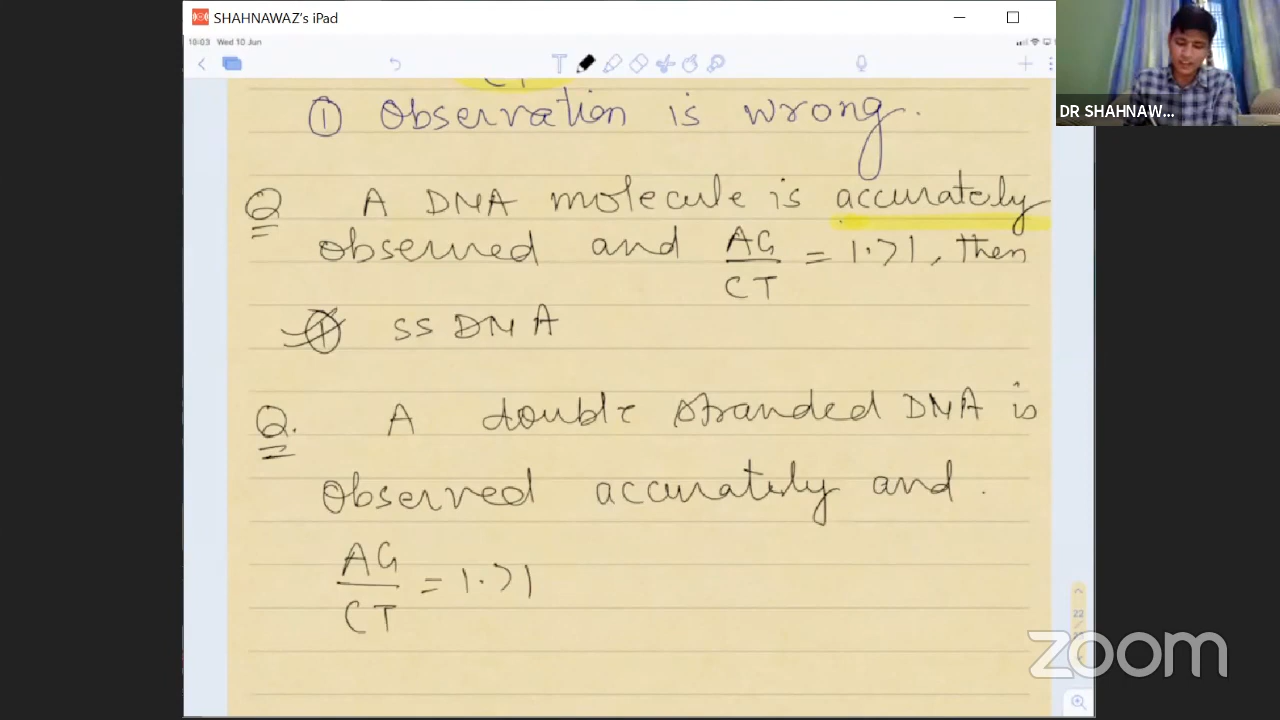 SHAHNAWAZ's iPad
10:03 Wed 10 Jun
DR SHAHNAW...
① Observation is wrong.
Q A DNA molecule is accurately
observed and AG/CT = 1.71, then
① SS DNA
Q. A double stranded DNA is
observed accurately and.
AG/CT = 1.71
22
zoom